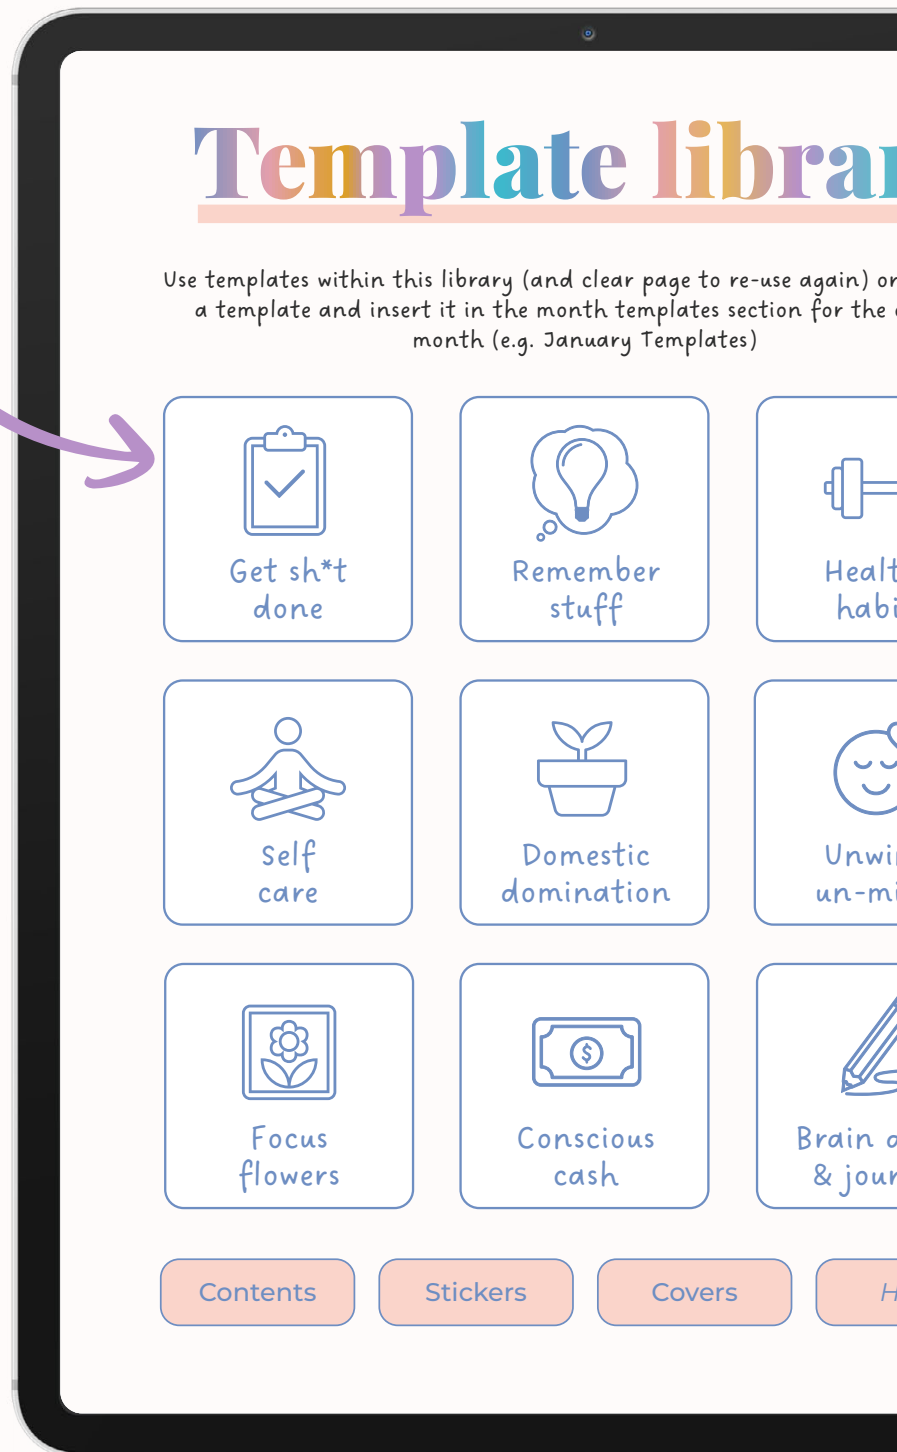 Template librar
Use templates within this library (and clear page to re-use again) or
a template and insert it in the month templates section for the
month (e.g. January Templates)
Get sh*t
done
Remember
stuff
Healt
habi
Self
care
Domestic
domination
Unwi
un-mi
Focus
flowers
$
Conscious
cash
Brain
& jour
Contents
Stickers
Covers
H